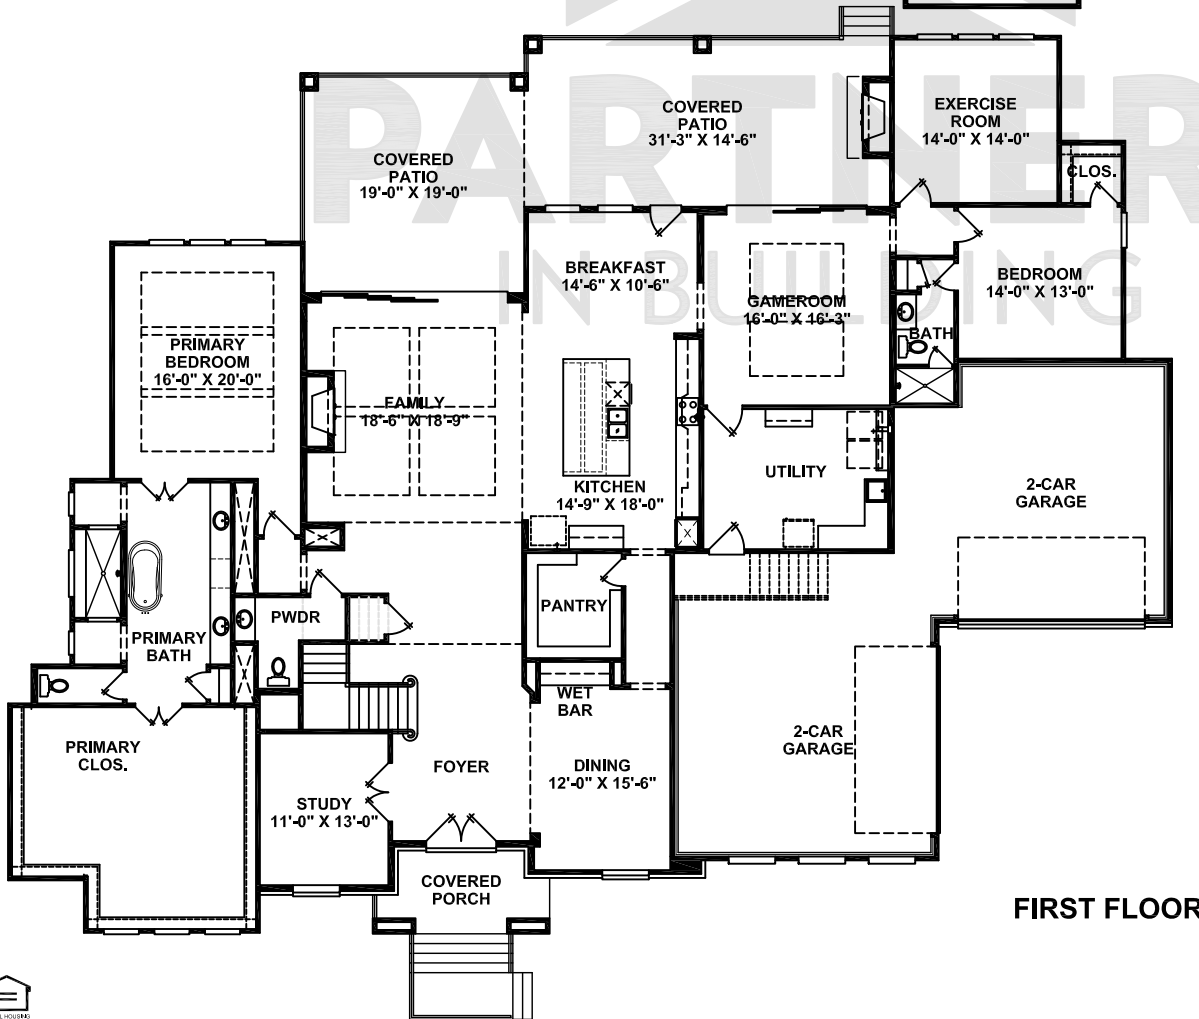 PARTNER
IN BUILDING
COVERED
PATIO
31'-3" X 14'-6"
EXERCISE
ROOM
14'-0" X 14'-0"
COVERED
PATIO
19'-0" X 19'-0"
CLOS.
BREAKFAST
14'-6" X 10'-6"
GAMEROOM
16'-0" X 16'-3"
BEDROOM
14'-0" X 13'-0"
BATH
PRIMARY
BEDROOM
16'-0" X 20'-0"
FAMILY
18'-6" X 18'-9"
KITCHEN
14'-9" X 18'-0"
UTILITY
2-CAR
GARAGE
PANTRY
PWDR
PRIMARY
BATH
WET
BAR
PRIMARY
CLOS.
FOYER
DINING
12'-0" X 15'-6"
2-CAR
GARAGE
STUDY
11'-0" X 13'-0"
COVERED
PORCH
FIRST FLOOR
L HOUSING